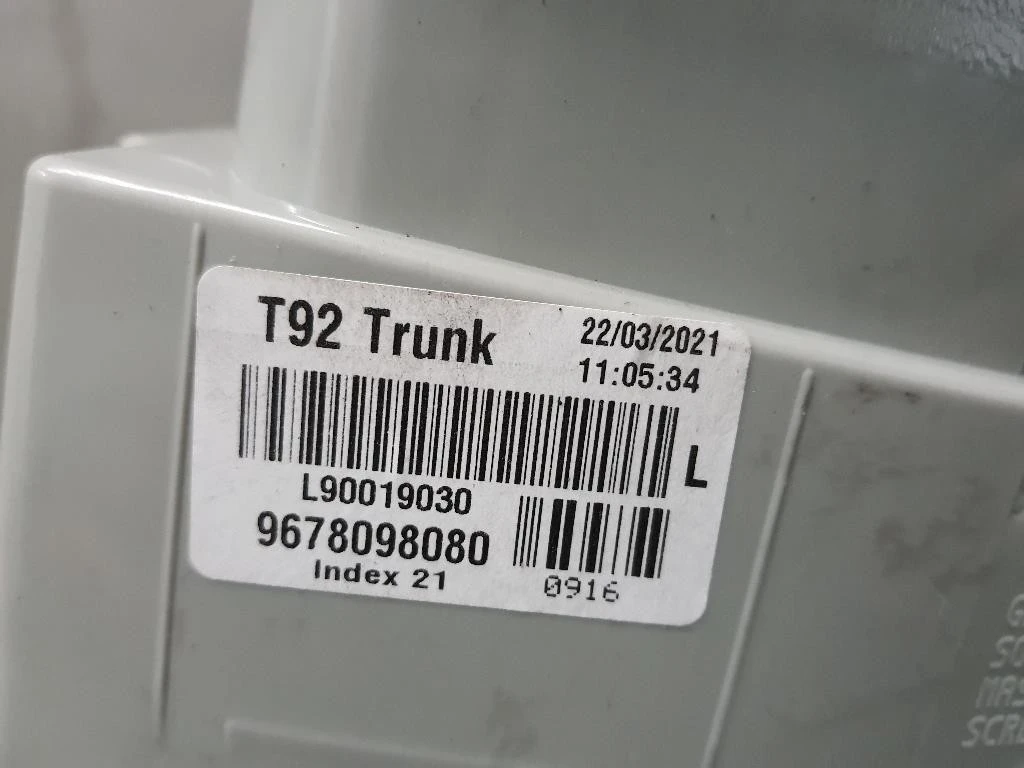 T92 Trunk
22/03/2021
11:05:34
L
L90019030
9678098080
Index 21
0916